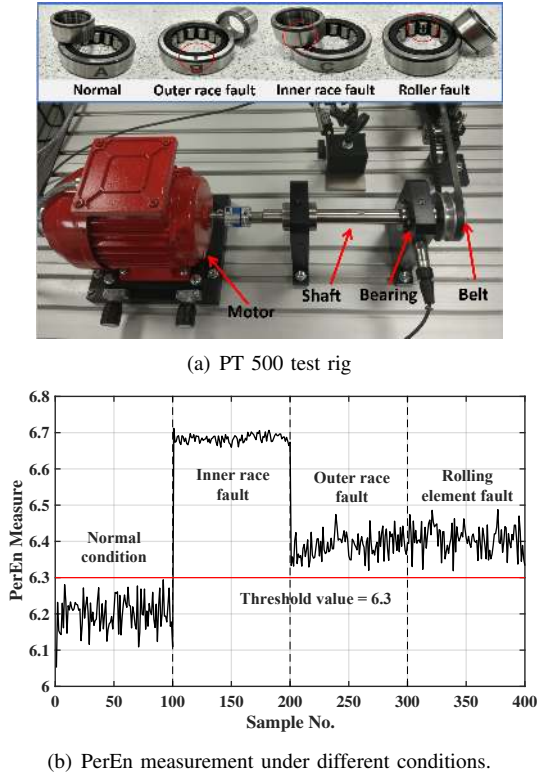 A
B
C
Normal
Outer race fault
Inner race fault
Roller fault
Motor
Shaft
Bearing
Belt
(a) PT 500 test rig
6.8
6.7
6.6
6.5
6.4
6.3
6.2
6.1
6
PerEn Measure
Normal
condition
Inner race
fault
Outer race
fault
Rolling
element fault
Threshold value = 6.3
0
50
100
150
200
250
300
350
400
Sample No.
(b) PerEn measurement under different conditions.